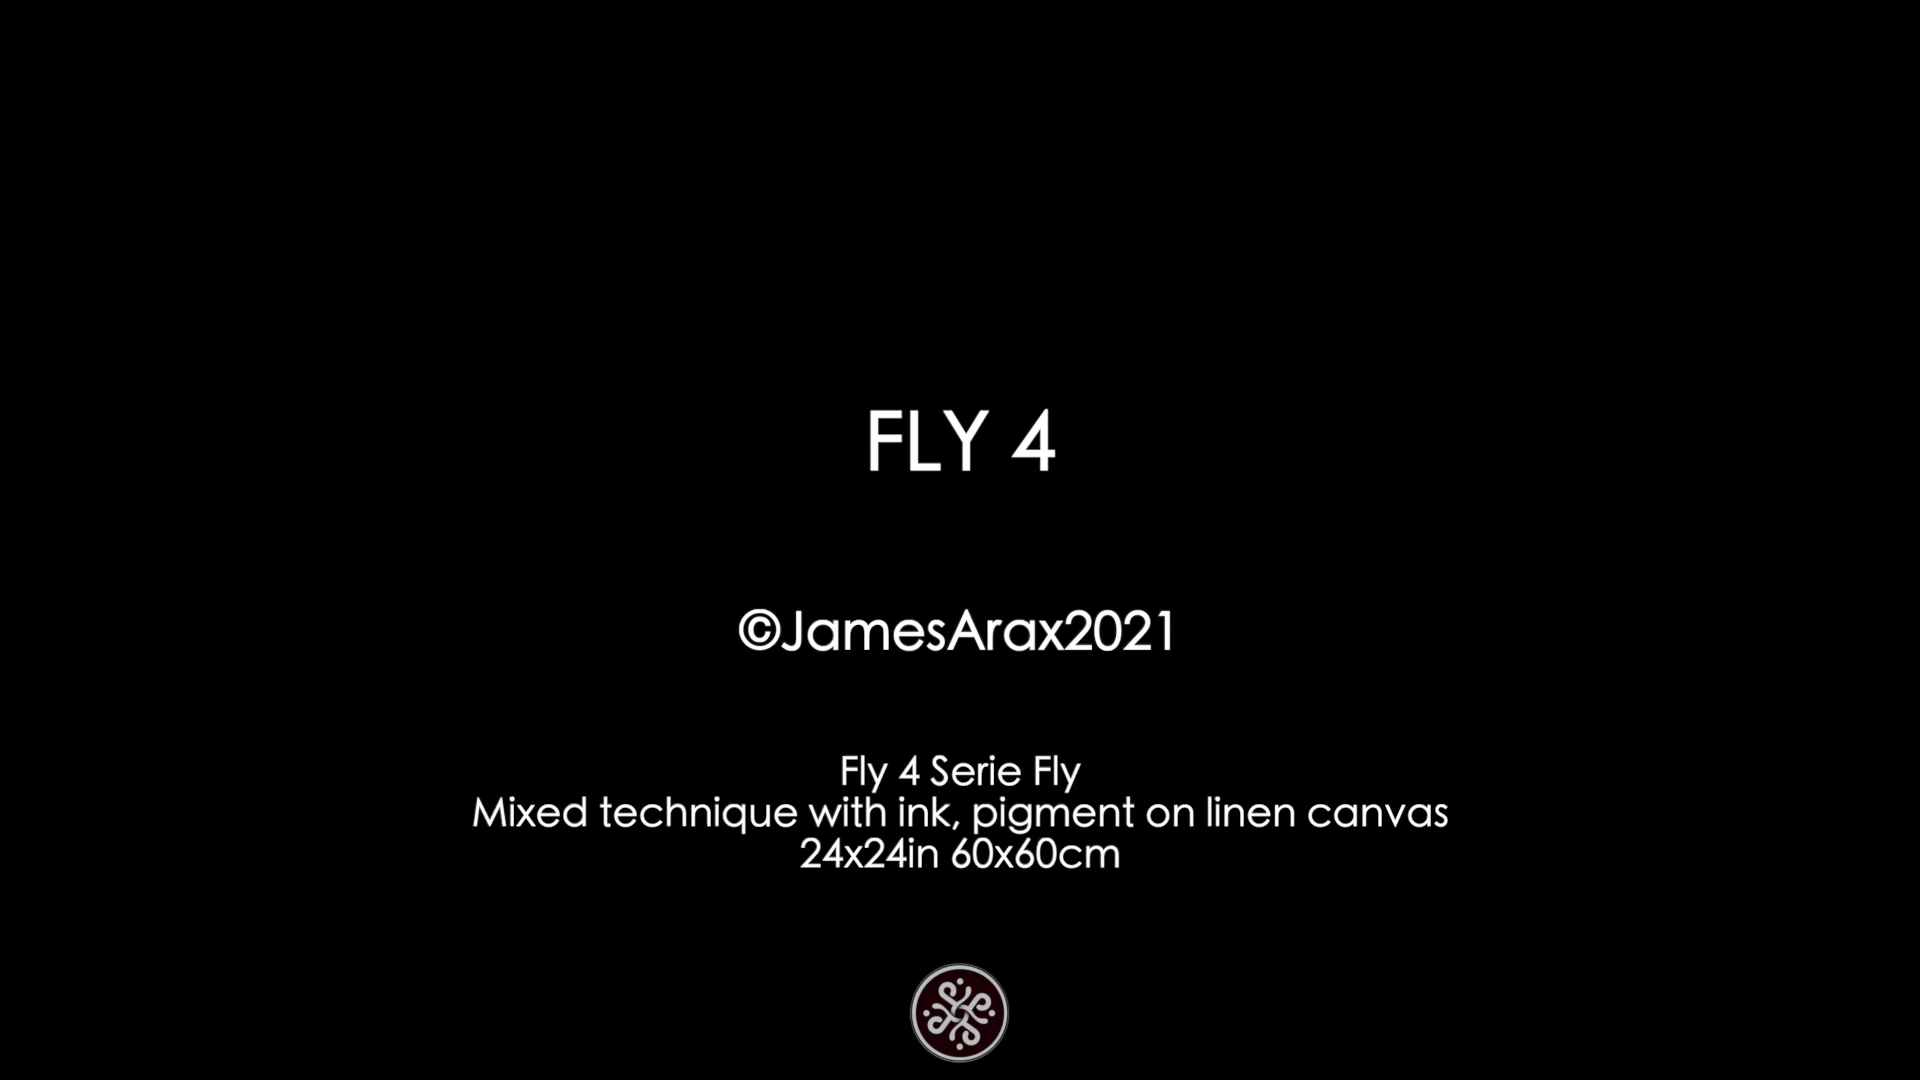 FLY 4
©JamesArax2021
Fly 4 Serie Fly
Mixed technique with ink, pigment on linen canvas
24x24in 60x60cm